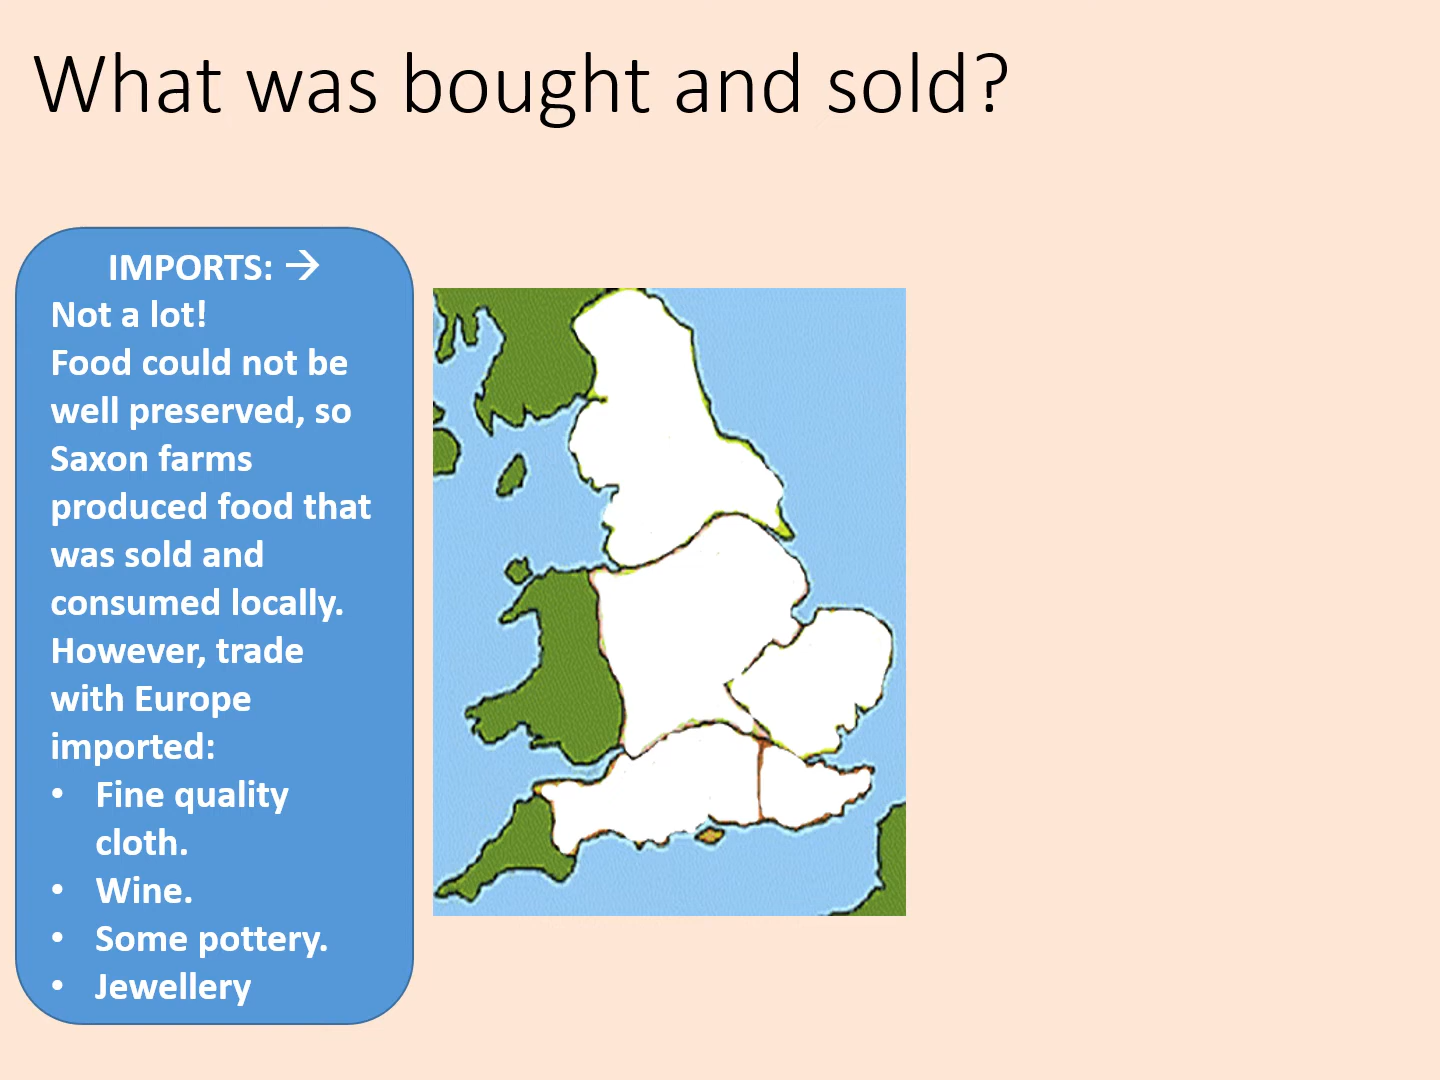 What was bought and sold?
IMPORTS: →
Not a lot!
Food could not be
well preserved, so
Saxon farms
produced food that
was sold and
consumed locally.
However, trade
with Europe
imported:
• Fine quality
cloth.
• Wine.
• Some pottery.
• Jewellery